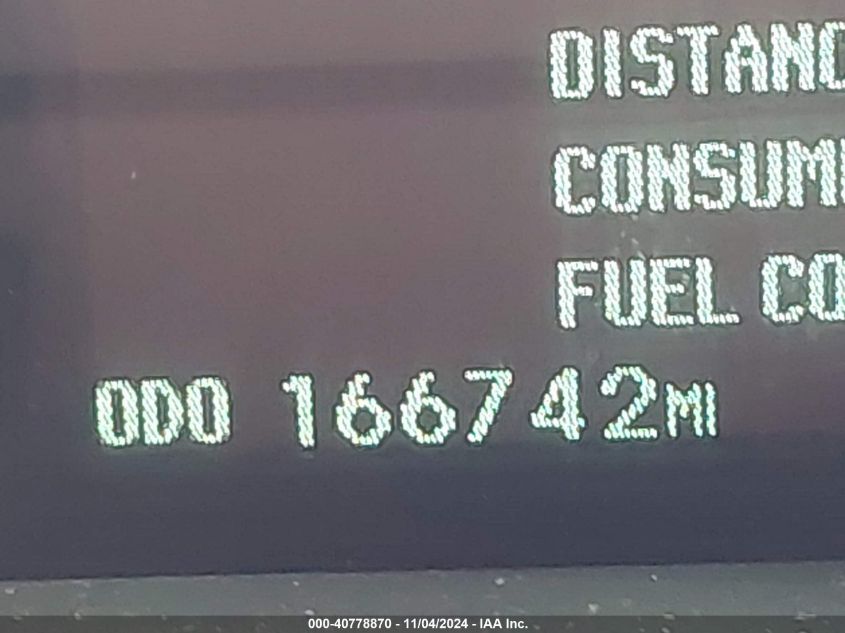 DISTANC
CONSUM
FUEL CO
ODO 166742MI
000-40778870 - 11/04/2024 - IAA Inc.